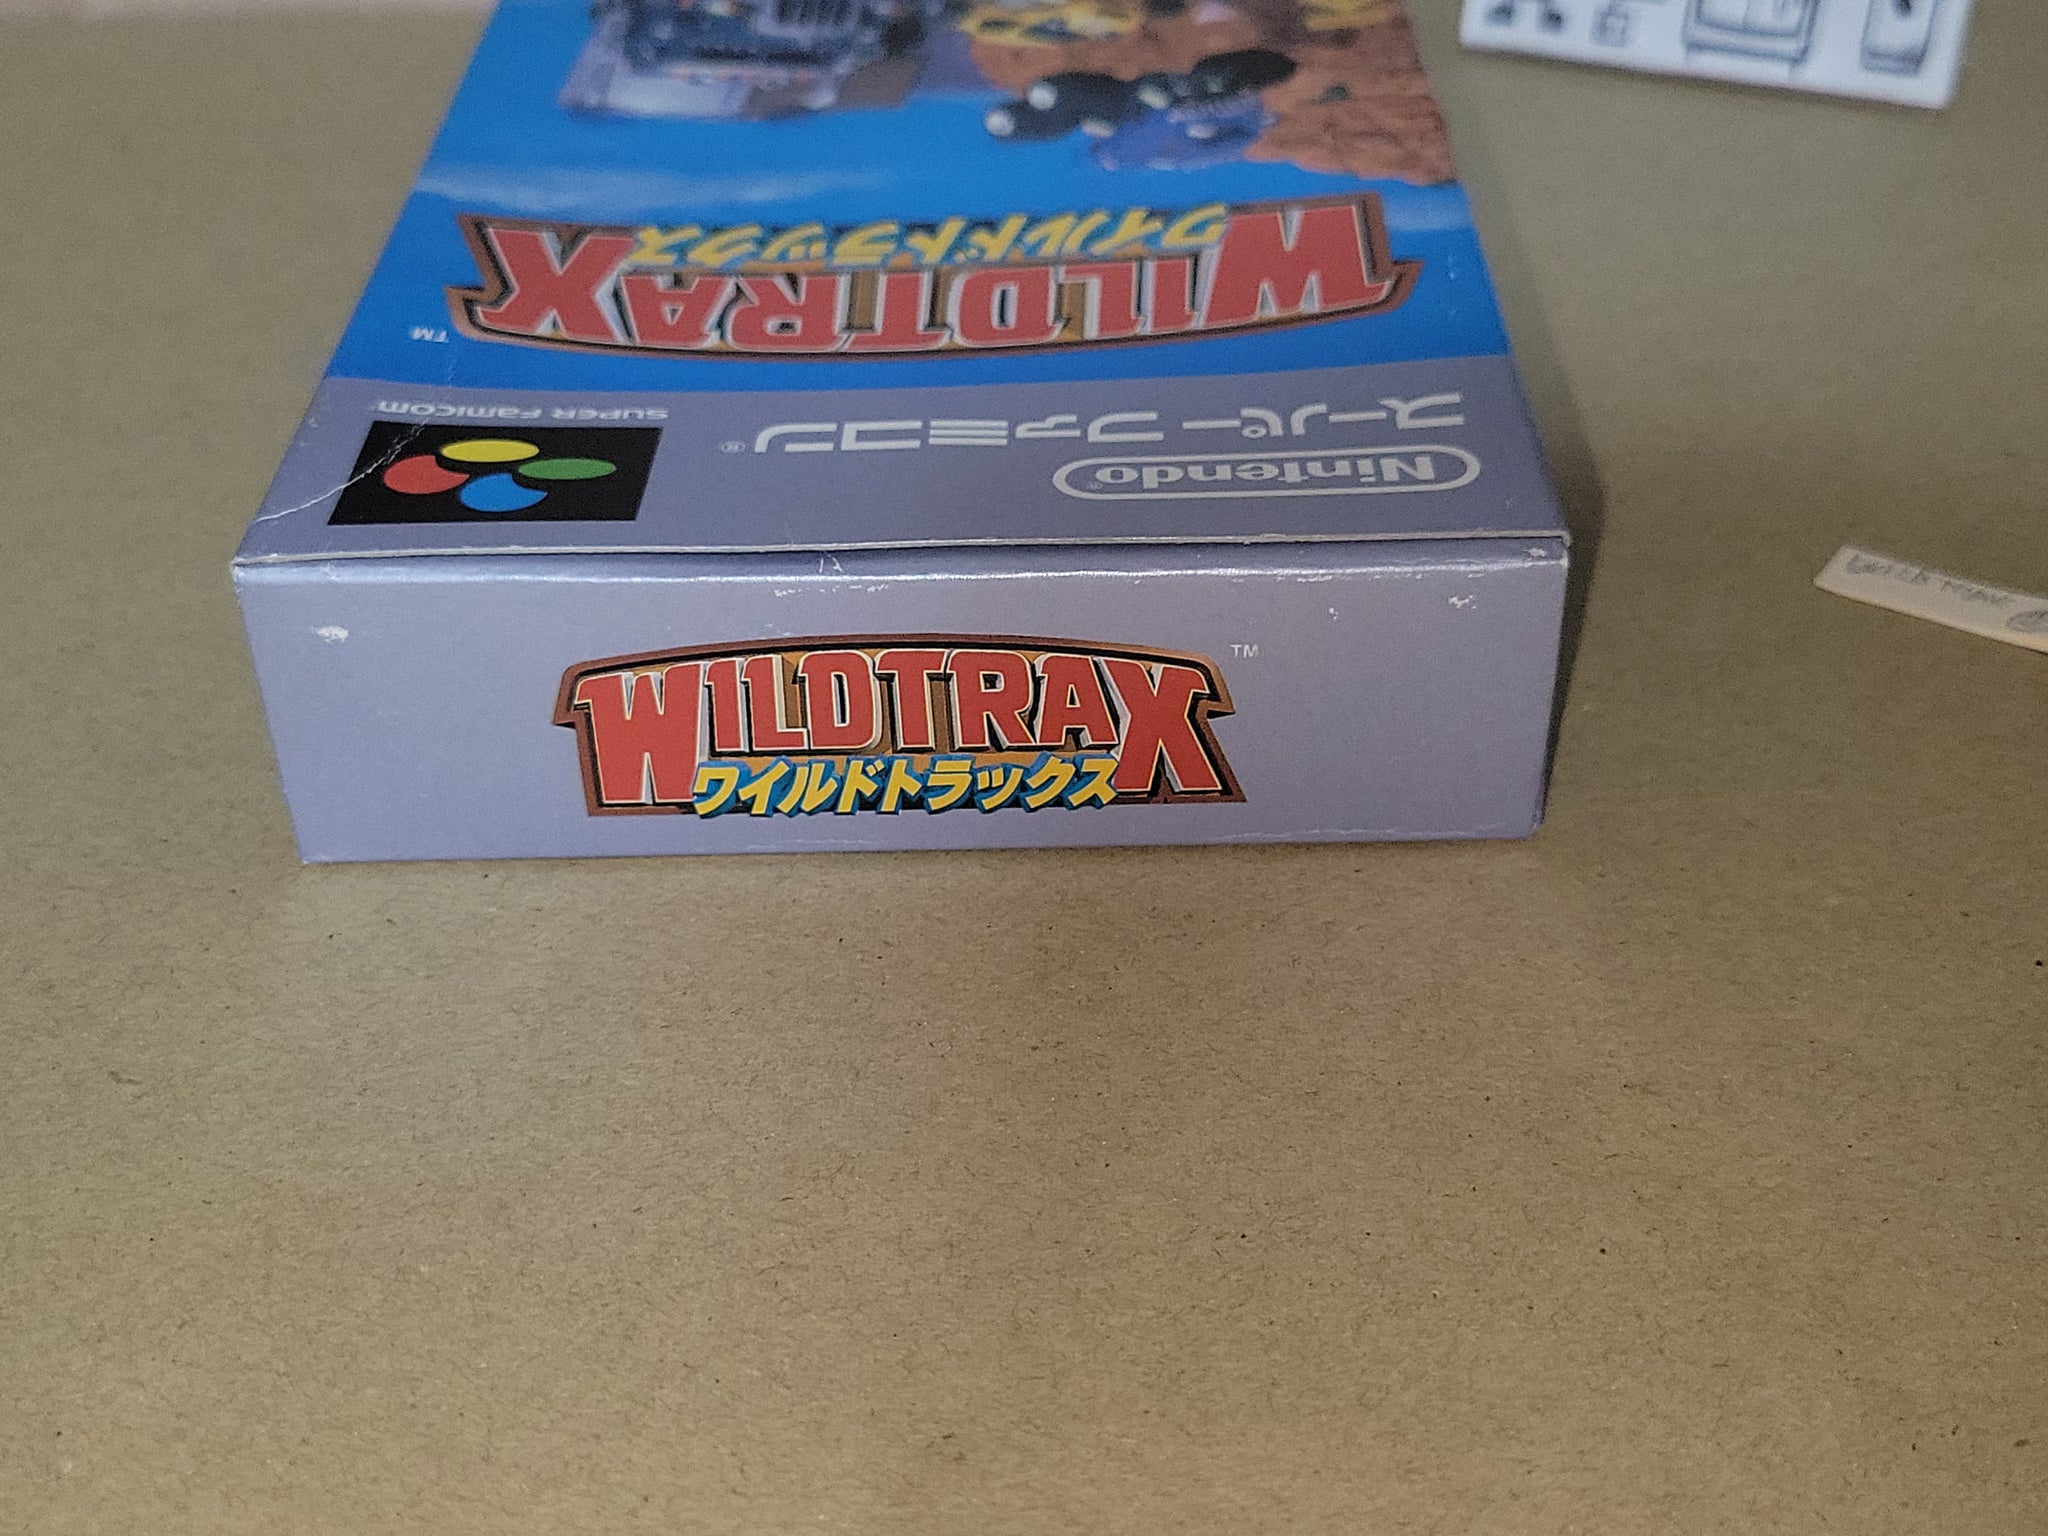 WILDTRAX
ワイルドトラックス
TM
SUPER FAMICOM
スーパーファミコン®
Nintendo®
WILDTRAX TM
ワイルドトラックス